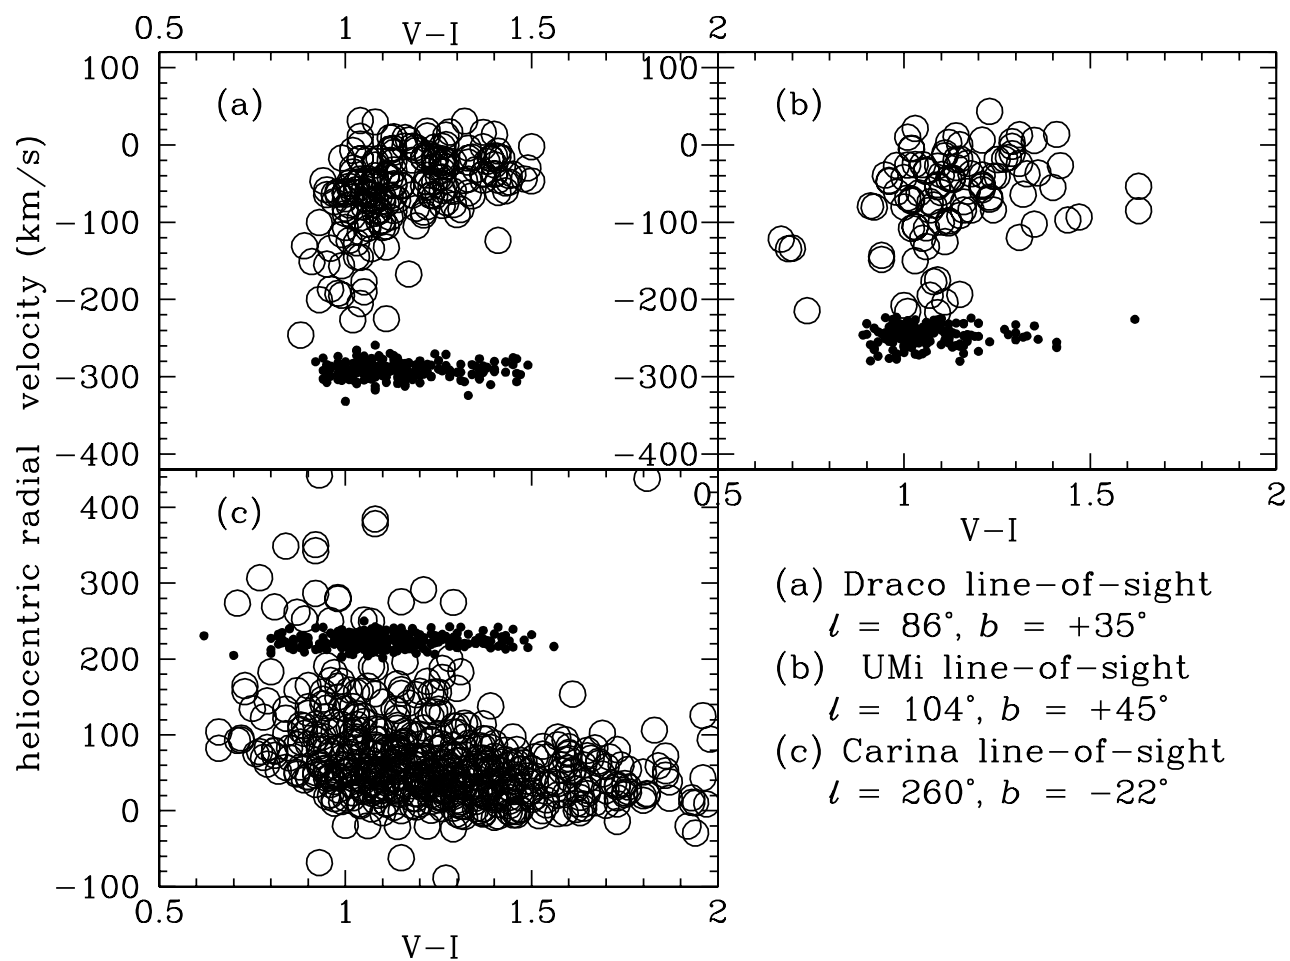 0.5 1 V−I 1.5 2
100 100
(a) (b)
0 0
−100 −100
−200 −200
−300 −300
−400 −400
heliocentric radial velocity (km/s)
0.5 1 1.5 2
V−I
(c)
400
300
200
100
0
−100
0.5 1 1.5 2
V−I
(a) Draco line−of−sight
l = 86°, b = +35°
(b) UMi line−of−sight
l = 104°, b = +45°
(c) Carina line−of−sight
l = 260°, b = −22°